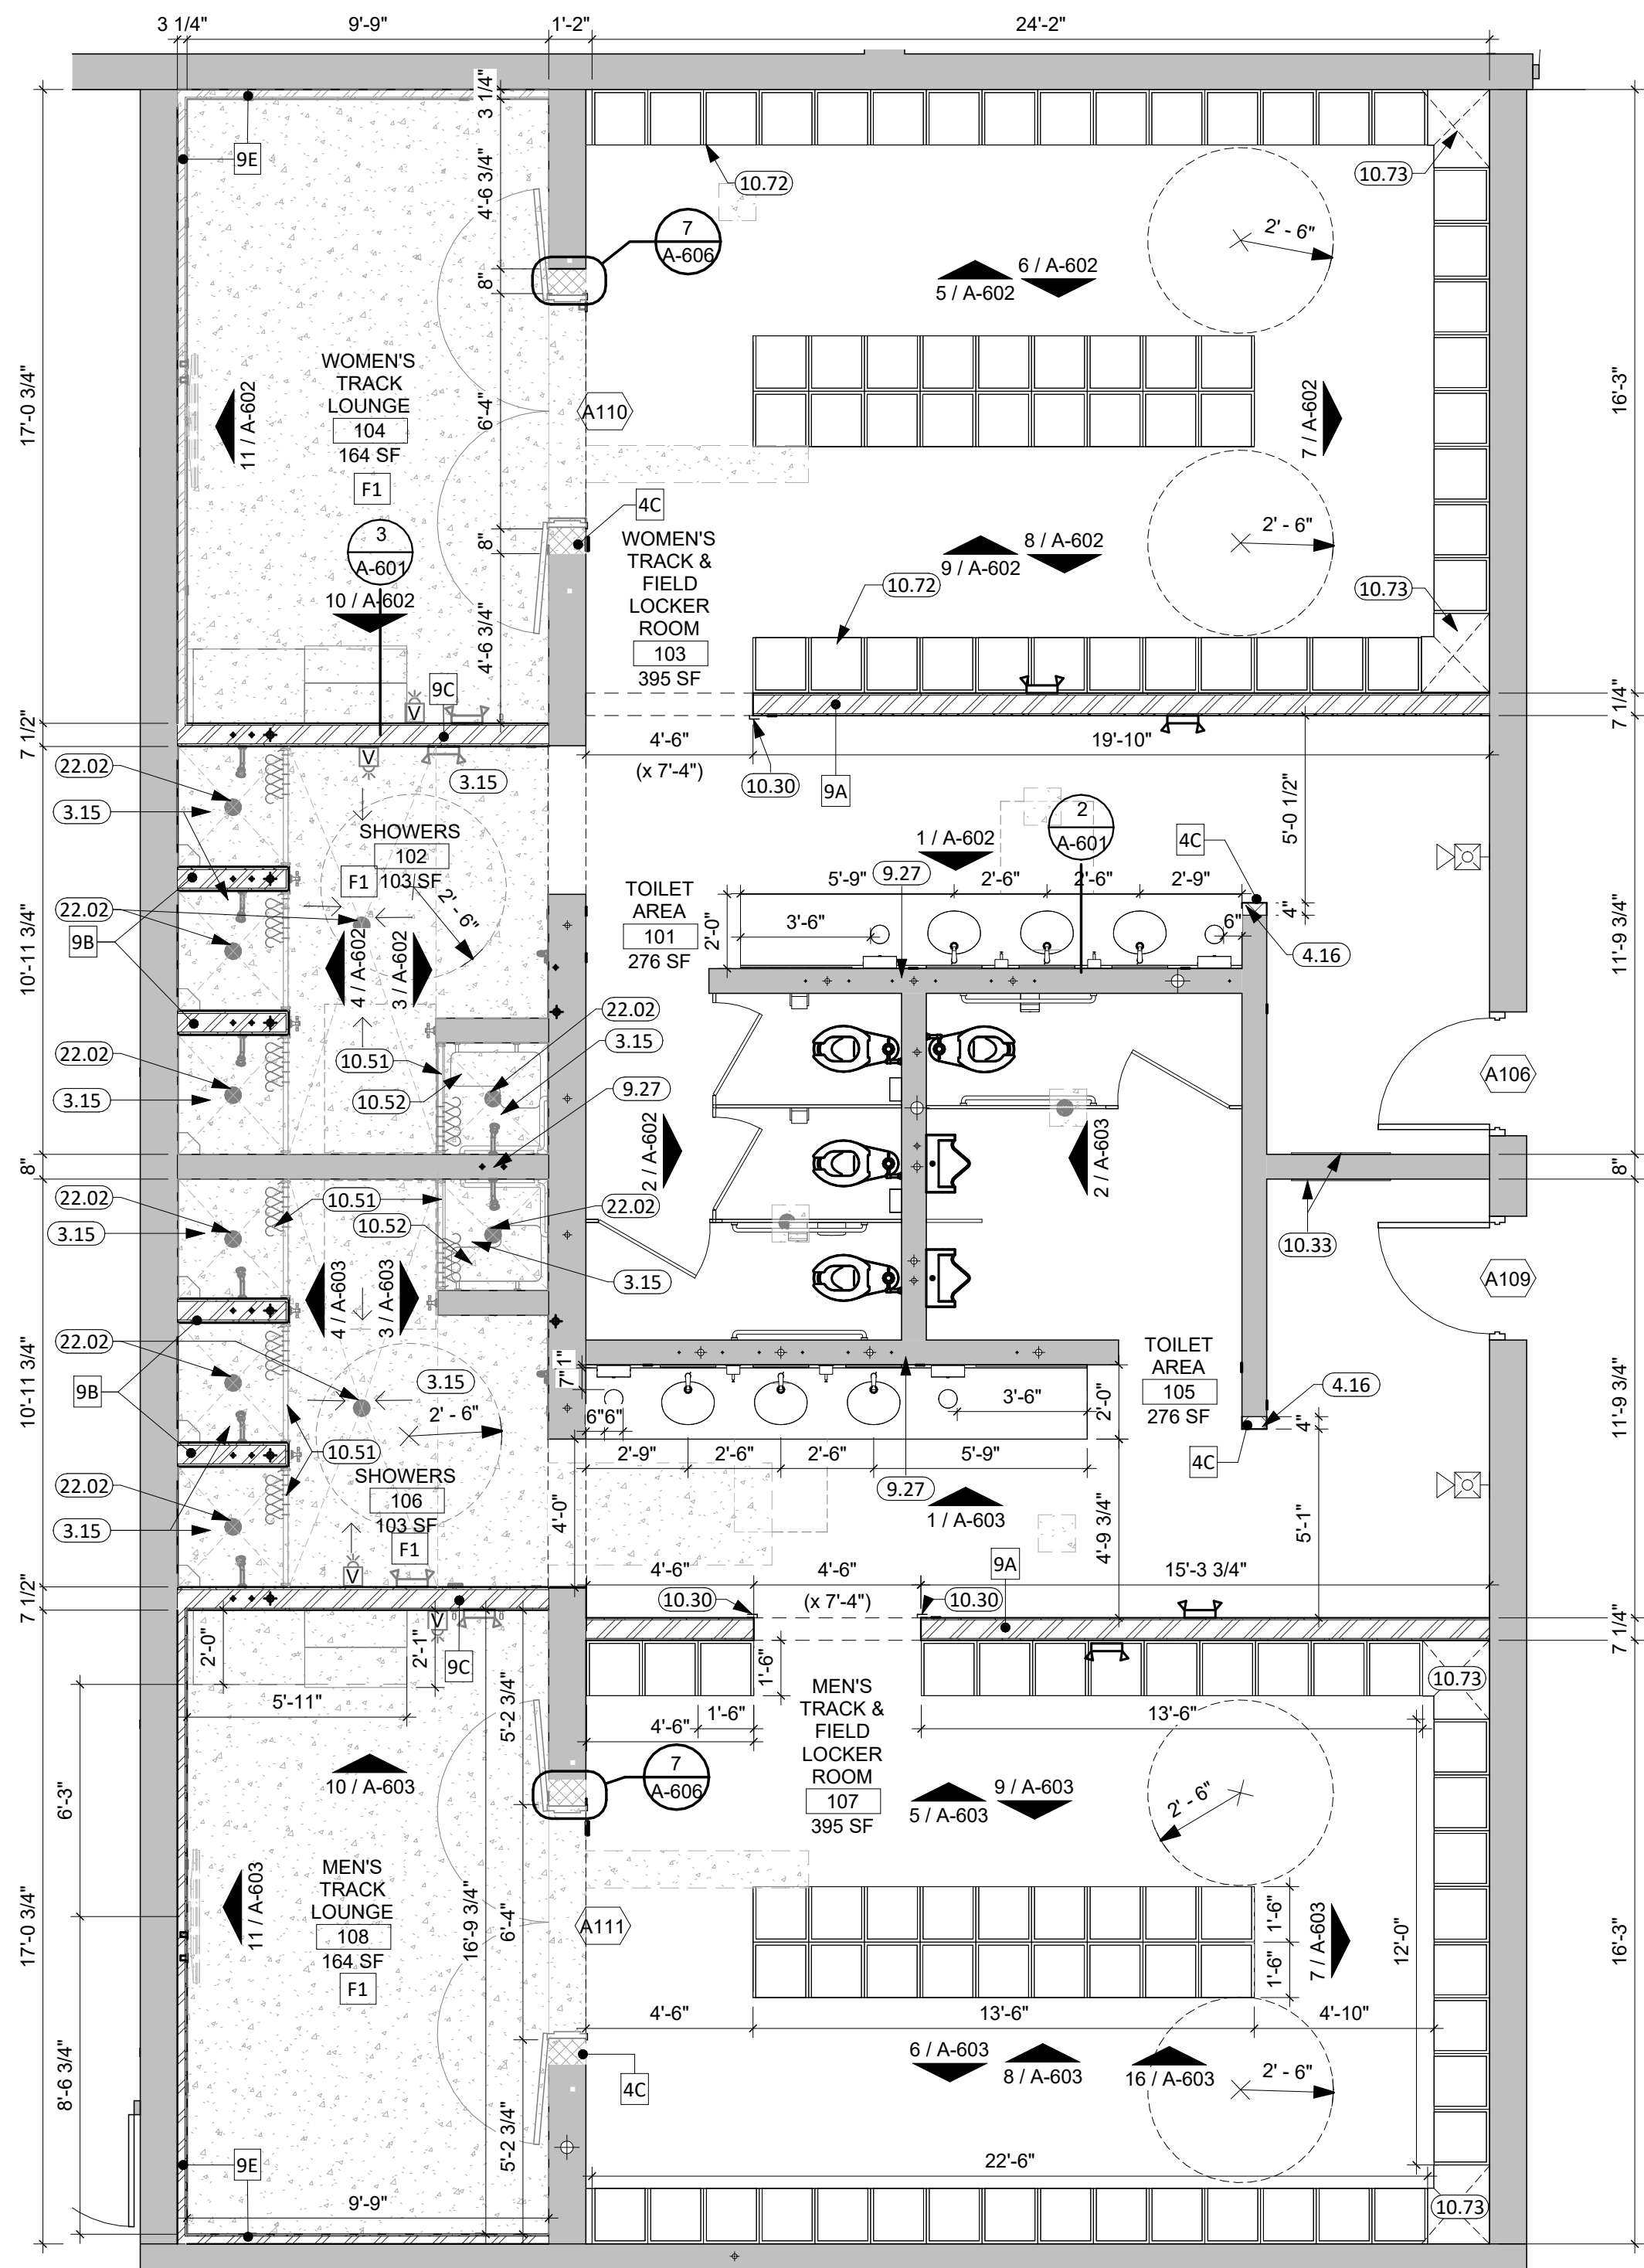 3 1/4"
9'-9"
1'-2"
24'-2"
3 1/4"
9E
4'-6 3/4"
10.72
10.73
7
A-606
2' - 6"
8"
6 / A-602
5 / A-602
17'-0 3/4"
WOMEN'S
TRACK
LOUNGE
104
164 SF
F1
11 / A-602
6'-4"
A110
7 / A-602
16'-3"
4C
3
A-601
10 / A-602
8"
WOMEN'S
TRACK &
FIELD
LOCKER
ROOM
103
395 SF
8 / A-602
9 / A-602
2' - 6"
10.72
10.73
4'-6 3/4"
9C
V
7 1/2"
7 1/4"
22.02
V
3.15
3.15
4'-6"
(x 7'-4")
19'-10"
10.30
9A
5'-0 1/2"
SHOWERS
102
103 SF
F1
2' - 6"
1 / A-602
2
A-601
4C
9.27
5'-9"
2'-6"
2'-6"
2'-9"
4"
TOILET
AREA
101
276 SF
2'-0"
3'-6"
6"
4.16
22.02
9B
4 / A-602
3 / A-602
10'-11 3/4"
11'-9 3/4"
22.02
3.15
10.51
10.52
9.27
22.02
3.15
2 / A-602
2 / A-603
A106
8"
8"
22.02
3.15
10.51
10.52
22.02
3.15
10.33
A109
4 / A-603
3 / A-603
22.02
9B
3.15
2' - 6"
10.51
10'-11 3/4"
7"
1"
6"
6"
3'-6"
2'-0"
TOILET
AREA
105
276 SF
4.16
4"
4C
11'-9 3/4"
2'-9"
2'-6"
2'-6"
5'-9"
9.27
1 / A-603
22.02
3.15
SHOWERS
106
103 SF
F1
4'-0"
4'-9 3/4"
5'-1"
V
7 1/2"
4'-6"
4'-6"
(x 7'-4")
15'-3 3/4"
9A
10.30
10.30
7 1/4"
V
9C
2'-0"
2'-1"
5'-11"
5'-2 3/4"
1'-6"
1'-6"
4'-6"
MEN'S
TRACK &
FIELD
LOCKER
ROOM
107
395 SF
13'-6"
10.73
6'-3"
10 / A-603
7
A-606
9 / A-603
5 / A-603
2' - 6"
17'-0 3/4"
11 / A-603
MEN'S
TRACK
LOUNGE
108
164 SF
F1
16'-9 3/4"
6'-4"
A111
1'-6"
1'-6"
7 / A-603
12'-0"
16'-3"
4'-6"
13'-6"
4'-10"
8'-6 3/4"
4C
6 / A-603
8 / A-603
16 / A-603
2' - 6"
5'-2 3/4"
9E
9'-9"
22'-6"
10.73